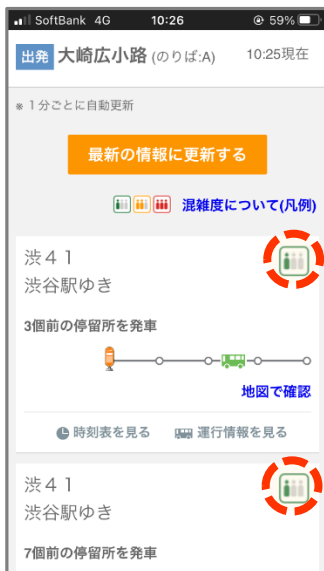 SoftBank 4G 10:26 59%
出発 大崎広小路 (のりば:A) 10:25現在
※ 1分ごとに自動更新
最新の情報に更新する
混雑度について(凡例)
渋41
渋谷駅ゆき
3個前の停留所を発車
地図で確認
時刻表を見る 運行情報を見る
渋41
渋谷駅ゆき
7個前の停留所を発車